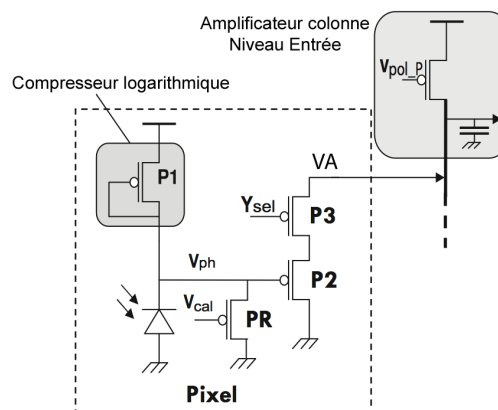 Amplificateur colonne
Niveau Entrée
Vpol_P
Compresseur logarithmique
P1
VA
Ysel
P3
Vph
P2
Vcal
PR
Pixel